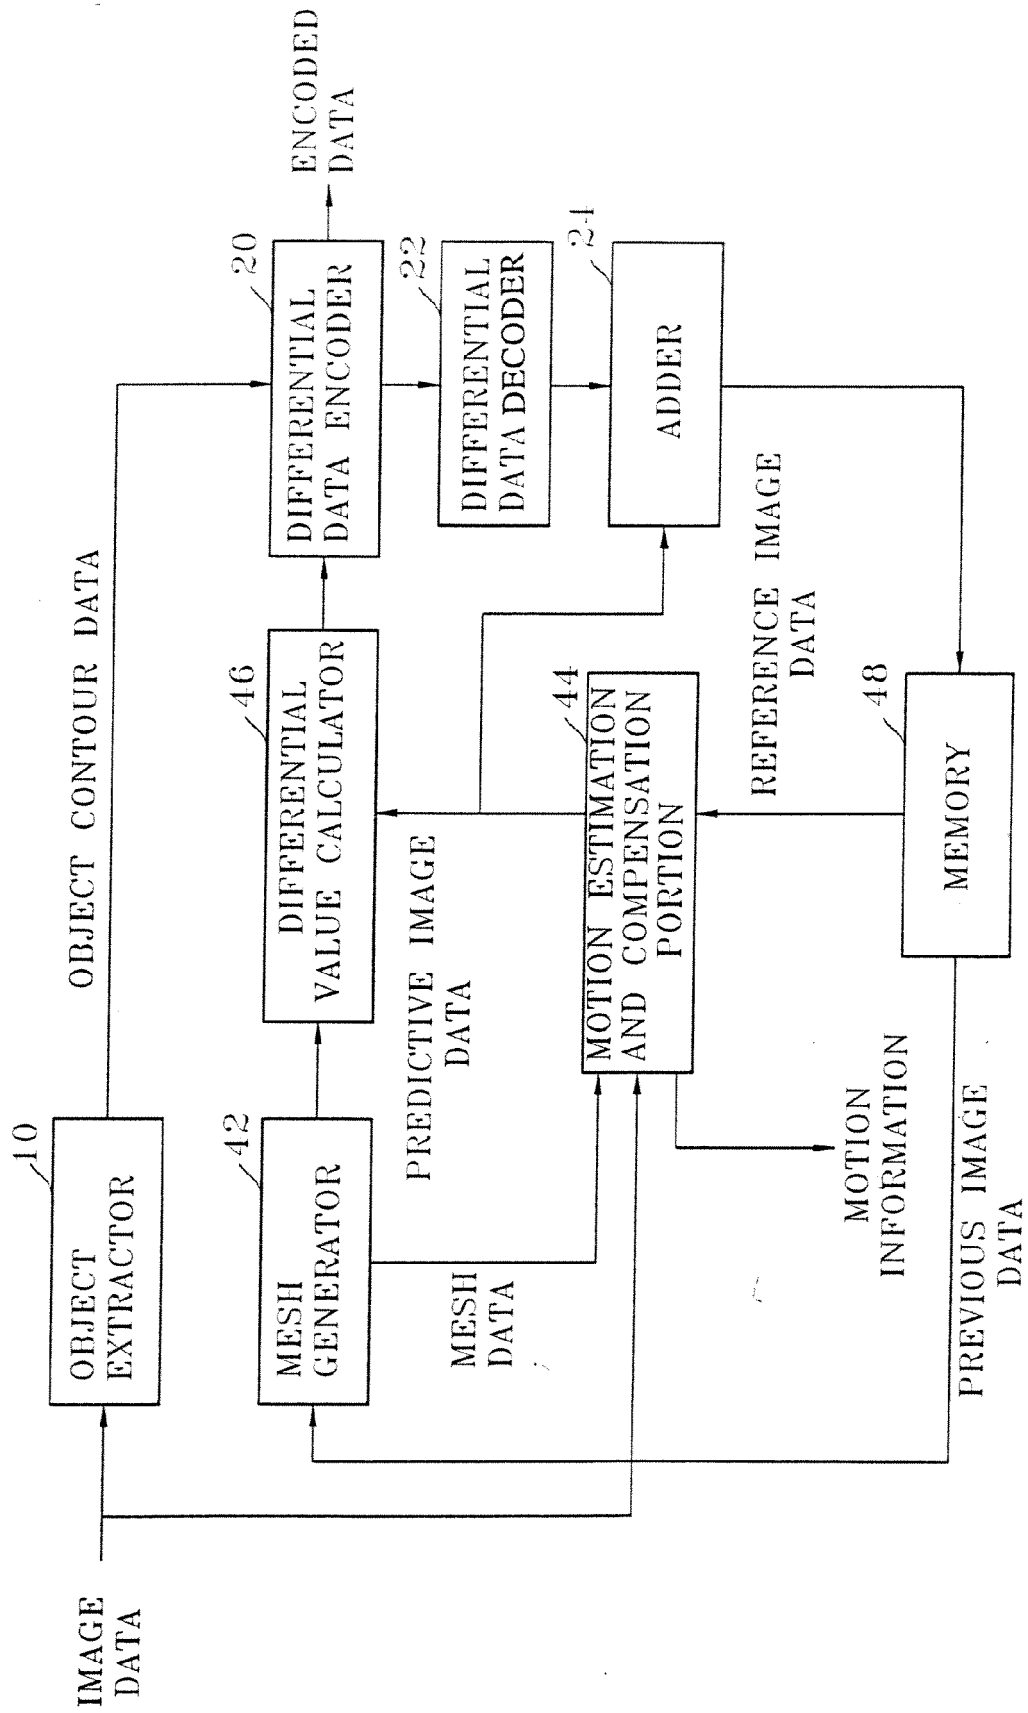 IMAGE
DATA
10
OBJECT
EXTRACTOR
OBJECT CONTOUR DATA
42
MESH
GENERATOR
46
DIFFERENTIAL
VALUE CALCULATOR
20
DIFFERENTIAL
DATA ENCODER
ENCODED
DATA
22
DIFFERENTIAL
DATA DECODER
24
ADDER
MESH
DATA
PREDICTIVE IMAGE
DATA
44
MOTION ESTIMATION
AND COMPENSATION
PORTION
REFERENCE IMAGE
DATA
MOTION
INFORMATION
48
MEMORY
PREVIOUS IMAGE
DATA